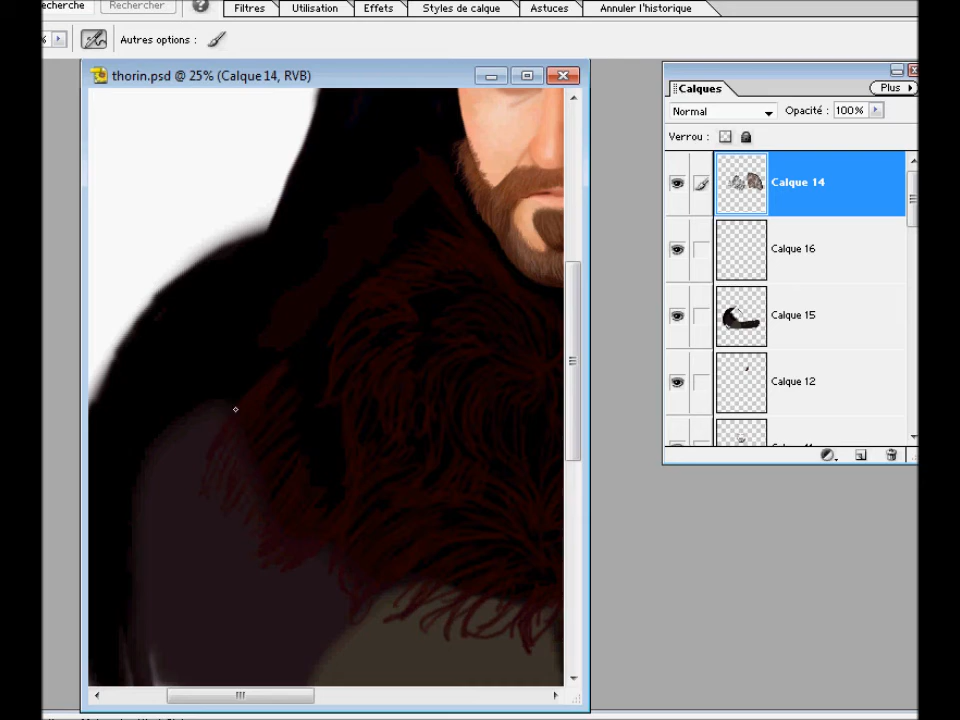 echerche
Rechercher
Filtres
Utilisation
Effets
Styles de calque
Astuces
Annuler l'historique
%
Autres options :
thorin.psd @ 25% (Calque 14, RVB)
Calques
Plus
Normal
Opacité : 100%
Verrou :
Calque 14
Calque 16
Calque 15
Calque 12